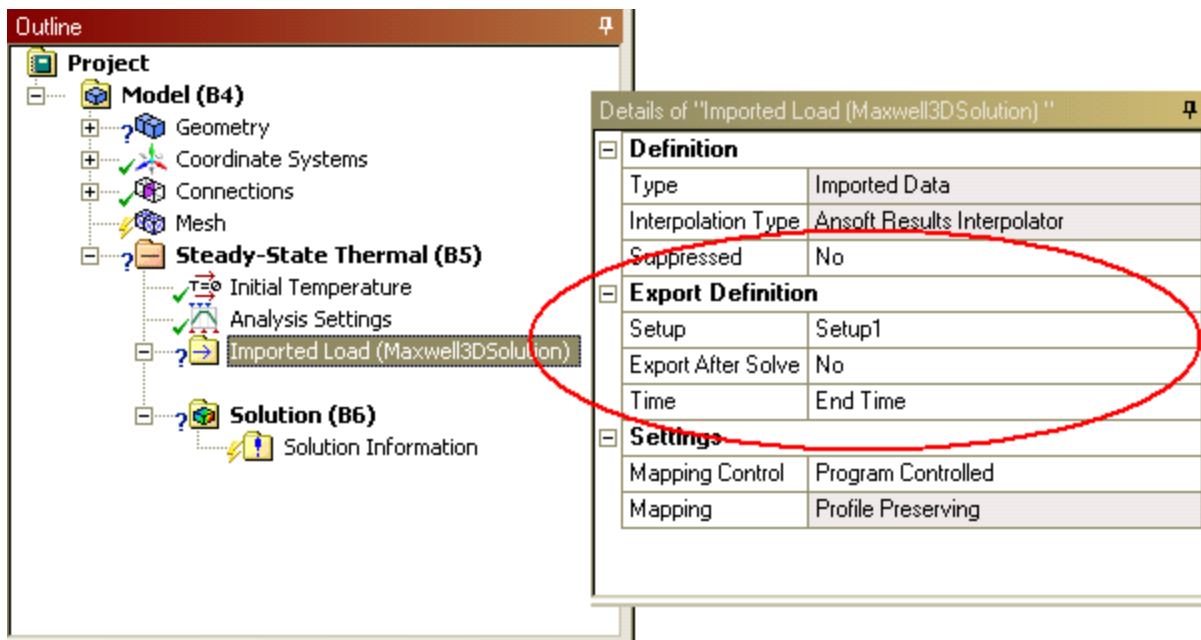 Outline
Project
Model (B4)
Geometry
Coordinate Systems
Connections
Mesh
Steady-State Thermal (B5)
T=0 Initial Temperature
Analysis Settings
Imported Load (Maxwell3DSolution)
Solution (B6)
Solution Information
Details of "Imported Load (Maxwell3DSolution) "
Definition
Type Imported Data
Interpolation Type Ansoft Results Interpolator
Suppressed No
Export Definition
Setup Setup1
Export After Solve No
Time End Time
Settings
Mapping Control Program Controlled
Mapping Profile Preserving